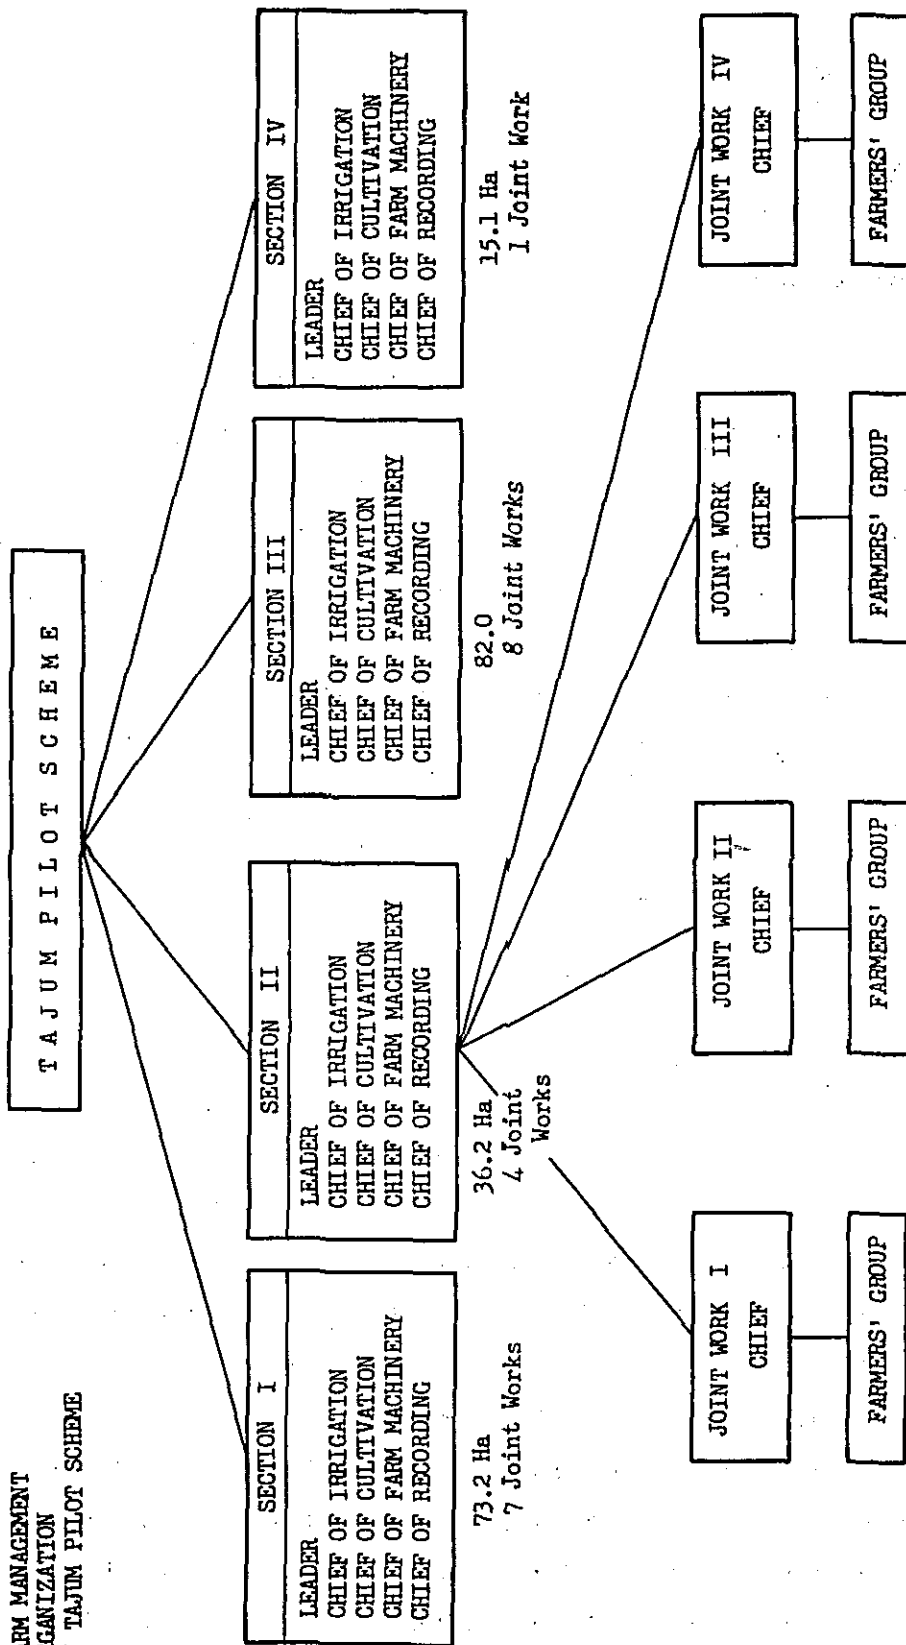 ARM MANAGEMENT
GANIZATION
TAJUM PILOT SCHEME
T A J U M P I L O T S C H E M E
SECTION I
LEADER
CHIEF OF IRRIGATION
CHIEF OF CULTIVATION
CHIEF OF FARM MACHINERY
CHIEF OF RECORDING
73.2 Ha
7 Joint Works
SECTION II
LEADER
CHIEF OF IRRIGATION
CHIEF OF CULTIVATION
CHIEF OF FARM MACHINERY
CHIEF OF RECORDING
36.2 Ha
4 Joint
Works
SECTION III
LEADER
CHIEF OF IRRIGATION
CHIEF OF CULTIVATION
CHIEF OF FARM MACHINERY
CHIEF OF RECORDING
82.0
8 Joint Works
SECTION IV
LEADER
CHIEF OF IRRIGATION
CHIEF OF CULTIVATION
CHIEF OF FARM MACHINERY
CHIEF OF RECORDING
15.1 Ha
1 Joint Work
JOINT WORK I
CHIEF
FARMERS' GROUP
JOINT WORK II
CHIEF
FARMERS' GROUP
JOINT WORK III
CHIEF
FARMERS' GROUP
JOINT WORK IV
CHIEF
FARMERS' GROUP